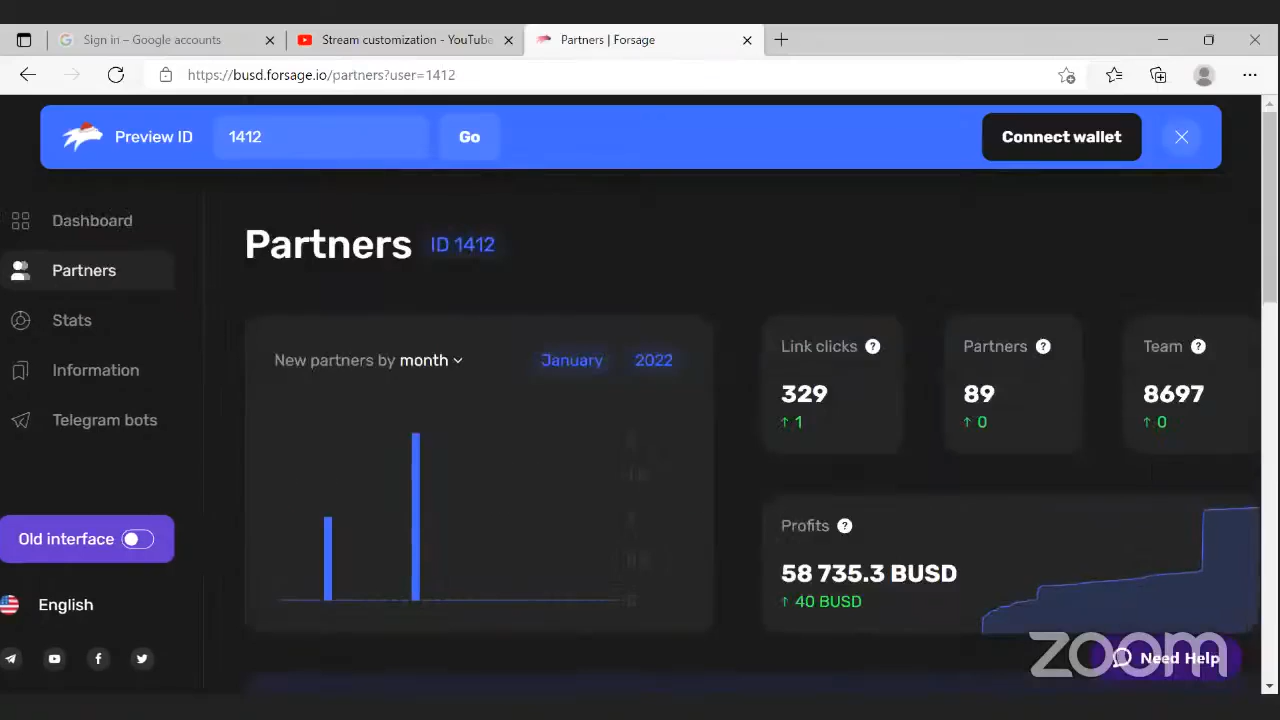 Sign in – Google accounts
Stream customization - YouTube
Partners | Forsage
https://busd.forsage.io/partners?user=1412
Preview ID
1412
Go
Connect wallet
Dashboard
Partners
Stats
Information
Telegram bots
Old interface
English
Partners ID 1412
New partners by month
January
2022
Link clicks ?
329
↑ 1
Partners ?
89
↑ 0
Team ?
8697
↑ 0
Profits ?
58 735.3 BUSD
↑ 40 BUSD
zoom
Need Help